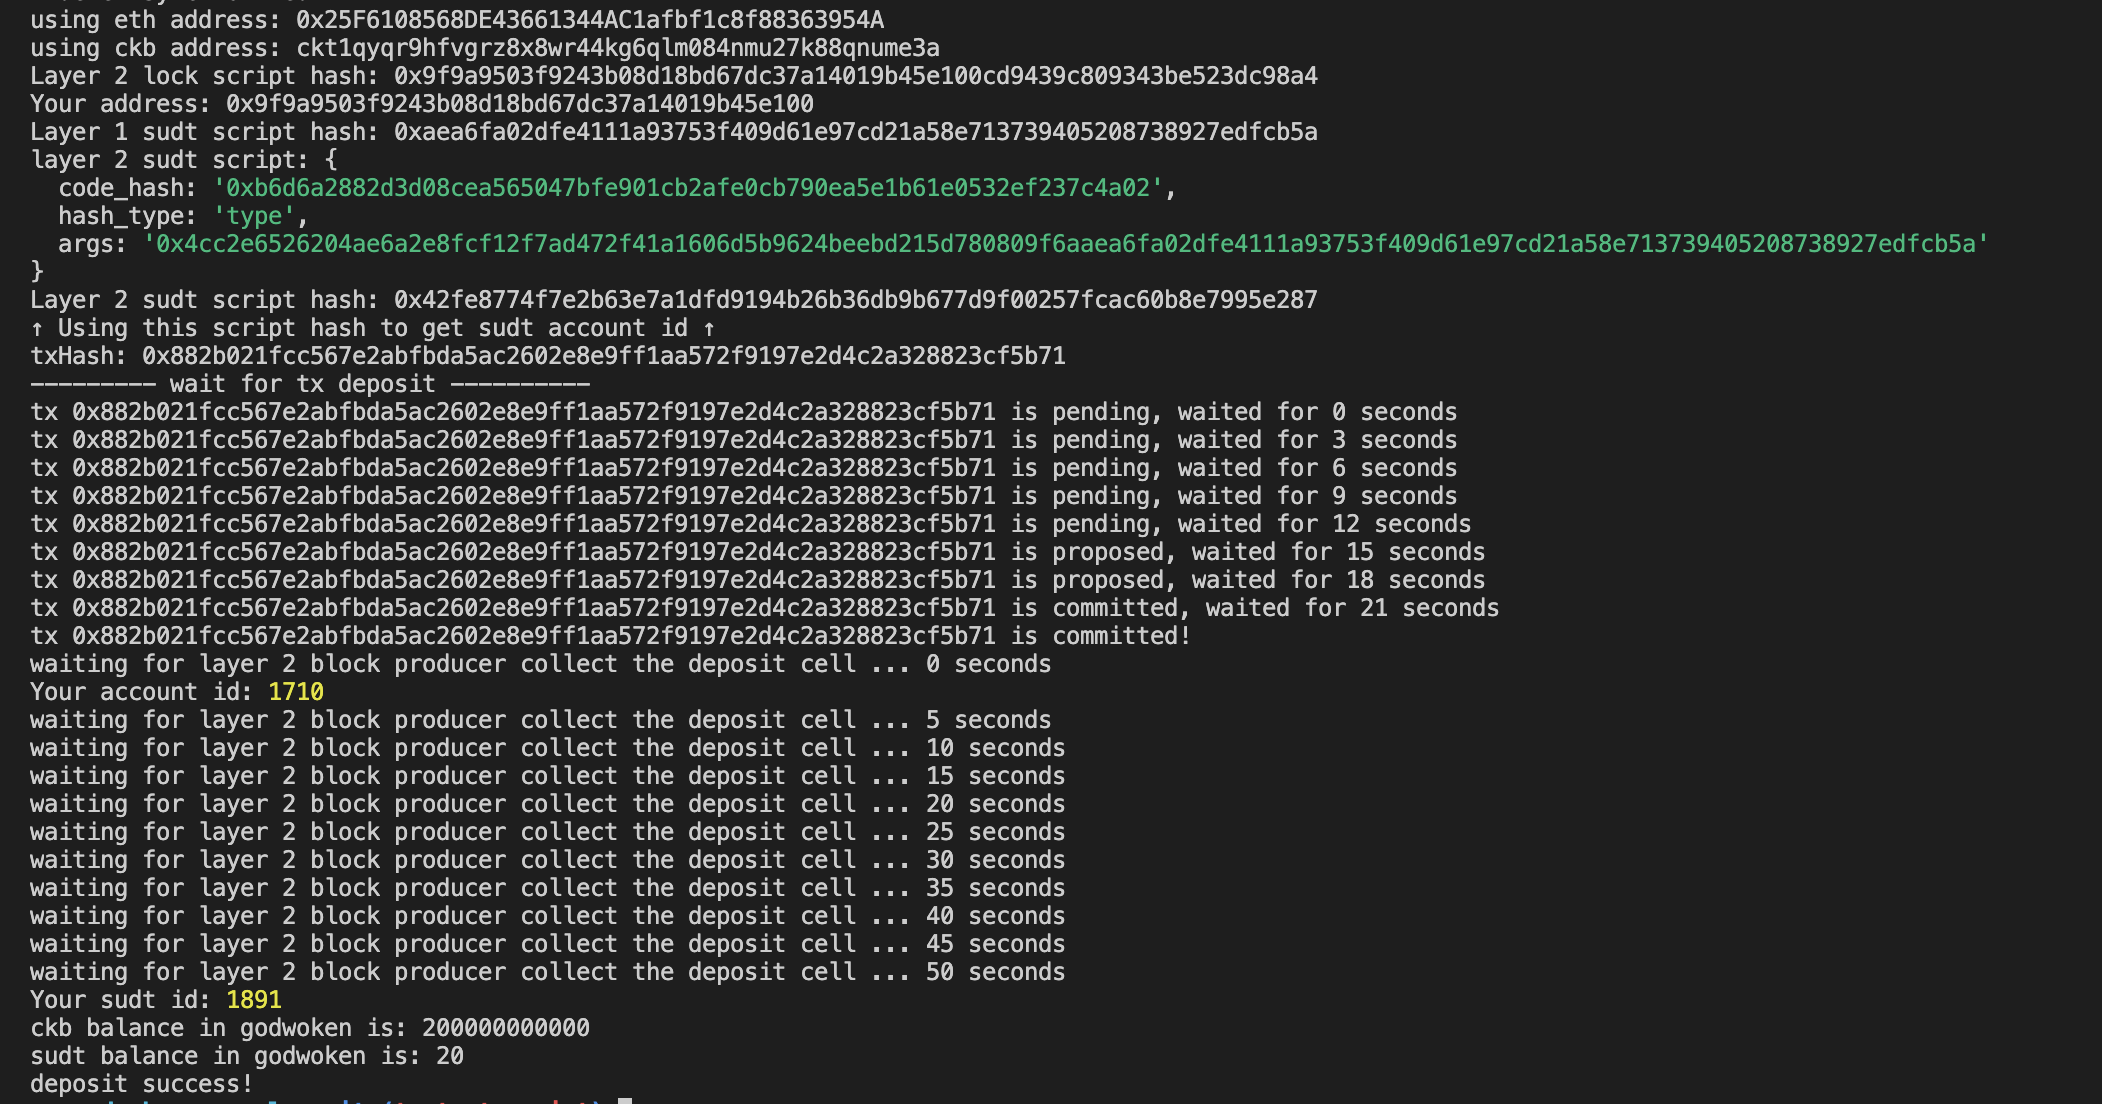 using eth address: 0x25F6108568DE43661344AC1afbf1c8f88363954A
using ckb address: ckt1qyqr9hfvgrz8x8wr44kg6qlm084nmu27k88qnume3a
Layer 2 lock script hash: 0x9f9a9503f9243b08d18bd67dc37a14019b45e100cd9439c809343be523dc98a4
Your address: 0x9f9a9503f9243b08d18bd67dc37a14019b45e100
Layer 1 sudt script hash: 0xaea6fa02dfe4111a93753f409d61e97cd21a58e713739405208738927edfcb5a
layer 2 sudt script: {
  code_hash: '0xb6d6a2882d3d08cea565047bfe901cb2afe0cb790ea5e1b61e0532ef237c4a02',
  hash_type: 'type',
  args: '0x4cc2e6526204ae6a2e8fcf12f7ad472f41a1606d5b9624beebd215d780809f6aaea6fa02dfe4111a93753f409d61e97cd21a58e713739405208738927edfcb5a'
}
Layer 2 sudt script hash: 0x42fe8774f7e2b63e7a1dfd9194b26b36db9b677d9f00257fcac60b8e7995e287
↑ Using this script hash to get sudt account id ↑
txHash: 0x882b021fcc567e2abfbda5ac2602e8e9ff1aa572f9197e2d4c2a328823cf5b71
--------- wait for tx deposit ----------
tx 0x882b021fcc567e2abfbda5ac2602e8e9ff1aa572f9197e2d4c2a328823cf5b71 is pending, waited for 0 seconds
tx 0x882b021fcc567e2abfbda5ac2602e8e9ff1aa572f9197e2d4c2a328823cf5b71 is pending, waited for 3 seconds
tx 0x882b021fcc567e2abfbda5ac2602e8e9ff1aa572f9197e2d4c2a328823cf5b71 is pending, waited for 6 seconds
tx 0x882b021fcc567e2abfbda5ac2602e8e9ff1aa572f9197e2d4c2a328823cf5b71 is pending, waited for 9 seconds
tx 0x882b021fcc567e2abfbda5ac2602e8e9ff1aa572f9197e2d4c2a328823cf5b71 is pending, waited for 12 seconds
tx 0x882b021fcc567e2abfbda5ac2602e8e9ff1aa572f9197e2d4c2a328823cf5b71 is proposed, waited for 15 seconds
tx 0x882b021fcc567e2abfbda5ac2602e8e9ff1aa572f9197e2d4c2a328823cf5b71 is proposed, waited for 18 seconds
tx 0x882b021fcc567e2abfbda5ac2602e8e9ff1aa572f9197e2d4c2a328823cf5b71 is committed, waited for 21 seconds
tx 0x882b021fcc567e2abfbda5ac2602e8e9ff1aa572f9197e2d4c2a328823cf5b71 is committed!
waiting for layer 2 block producer collect the deposit cell ... 0 seconds
Your account id: 1710
waiting for layer 2 block producer collect the deposit cell ... 5 seconds
waiting for layer 2 block producer collect the deposit cell ... 10 seconds
waiting for layer 2 block producer collect the deposit cell ... 15 seconds
waiting for layer 2 block producer collect the deposit cell ... 20 seconds
waiting for layer 2 block producer collect the deposit cell ... 25 seconds
waiting for layer 2 block producer collect the deposit cell ... 30 seconds
waiting for layer 2 block producer collect the deposit cell ... 35 seconds
waiting for layer 2 block producer collect the deposit cell ... 40 seconds
waiting for layer 2 block producer collect the deposit cell ... 45 seconds
waiting for layer 2 block producer collect the deposit cell ... 50 seconds
Your sudt id: 1891
ckb balance in godwoken is: 200000000000
sudt balance in godwoken is: 20
deposit success!